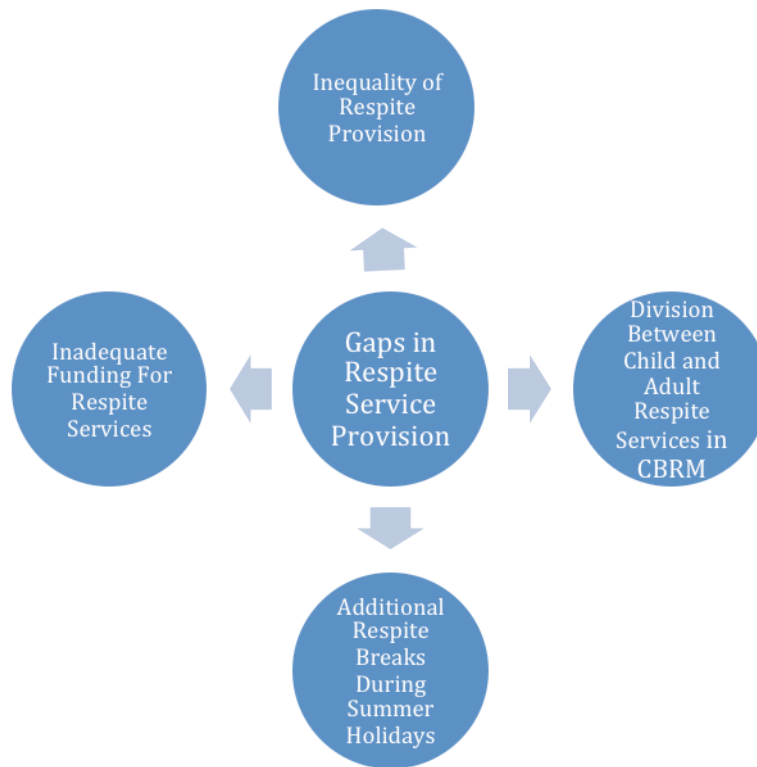 Inequality of
Respite
Provision
Inadequate
Funding For
Respite
Services
Gaps in
Respite
Service
Provision
Division
Between
Child and
Adult
Respite
Services in
CBRM
Additional
Respite
Breaks
During
Summer
Holidays